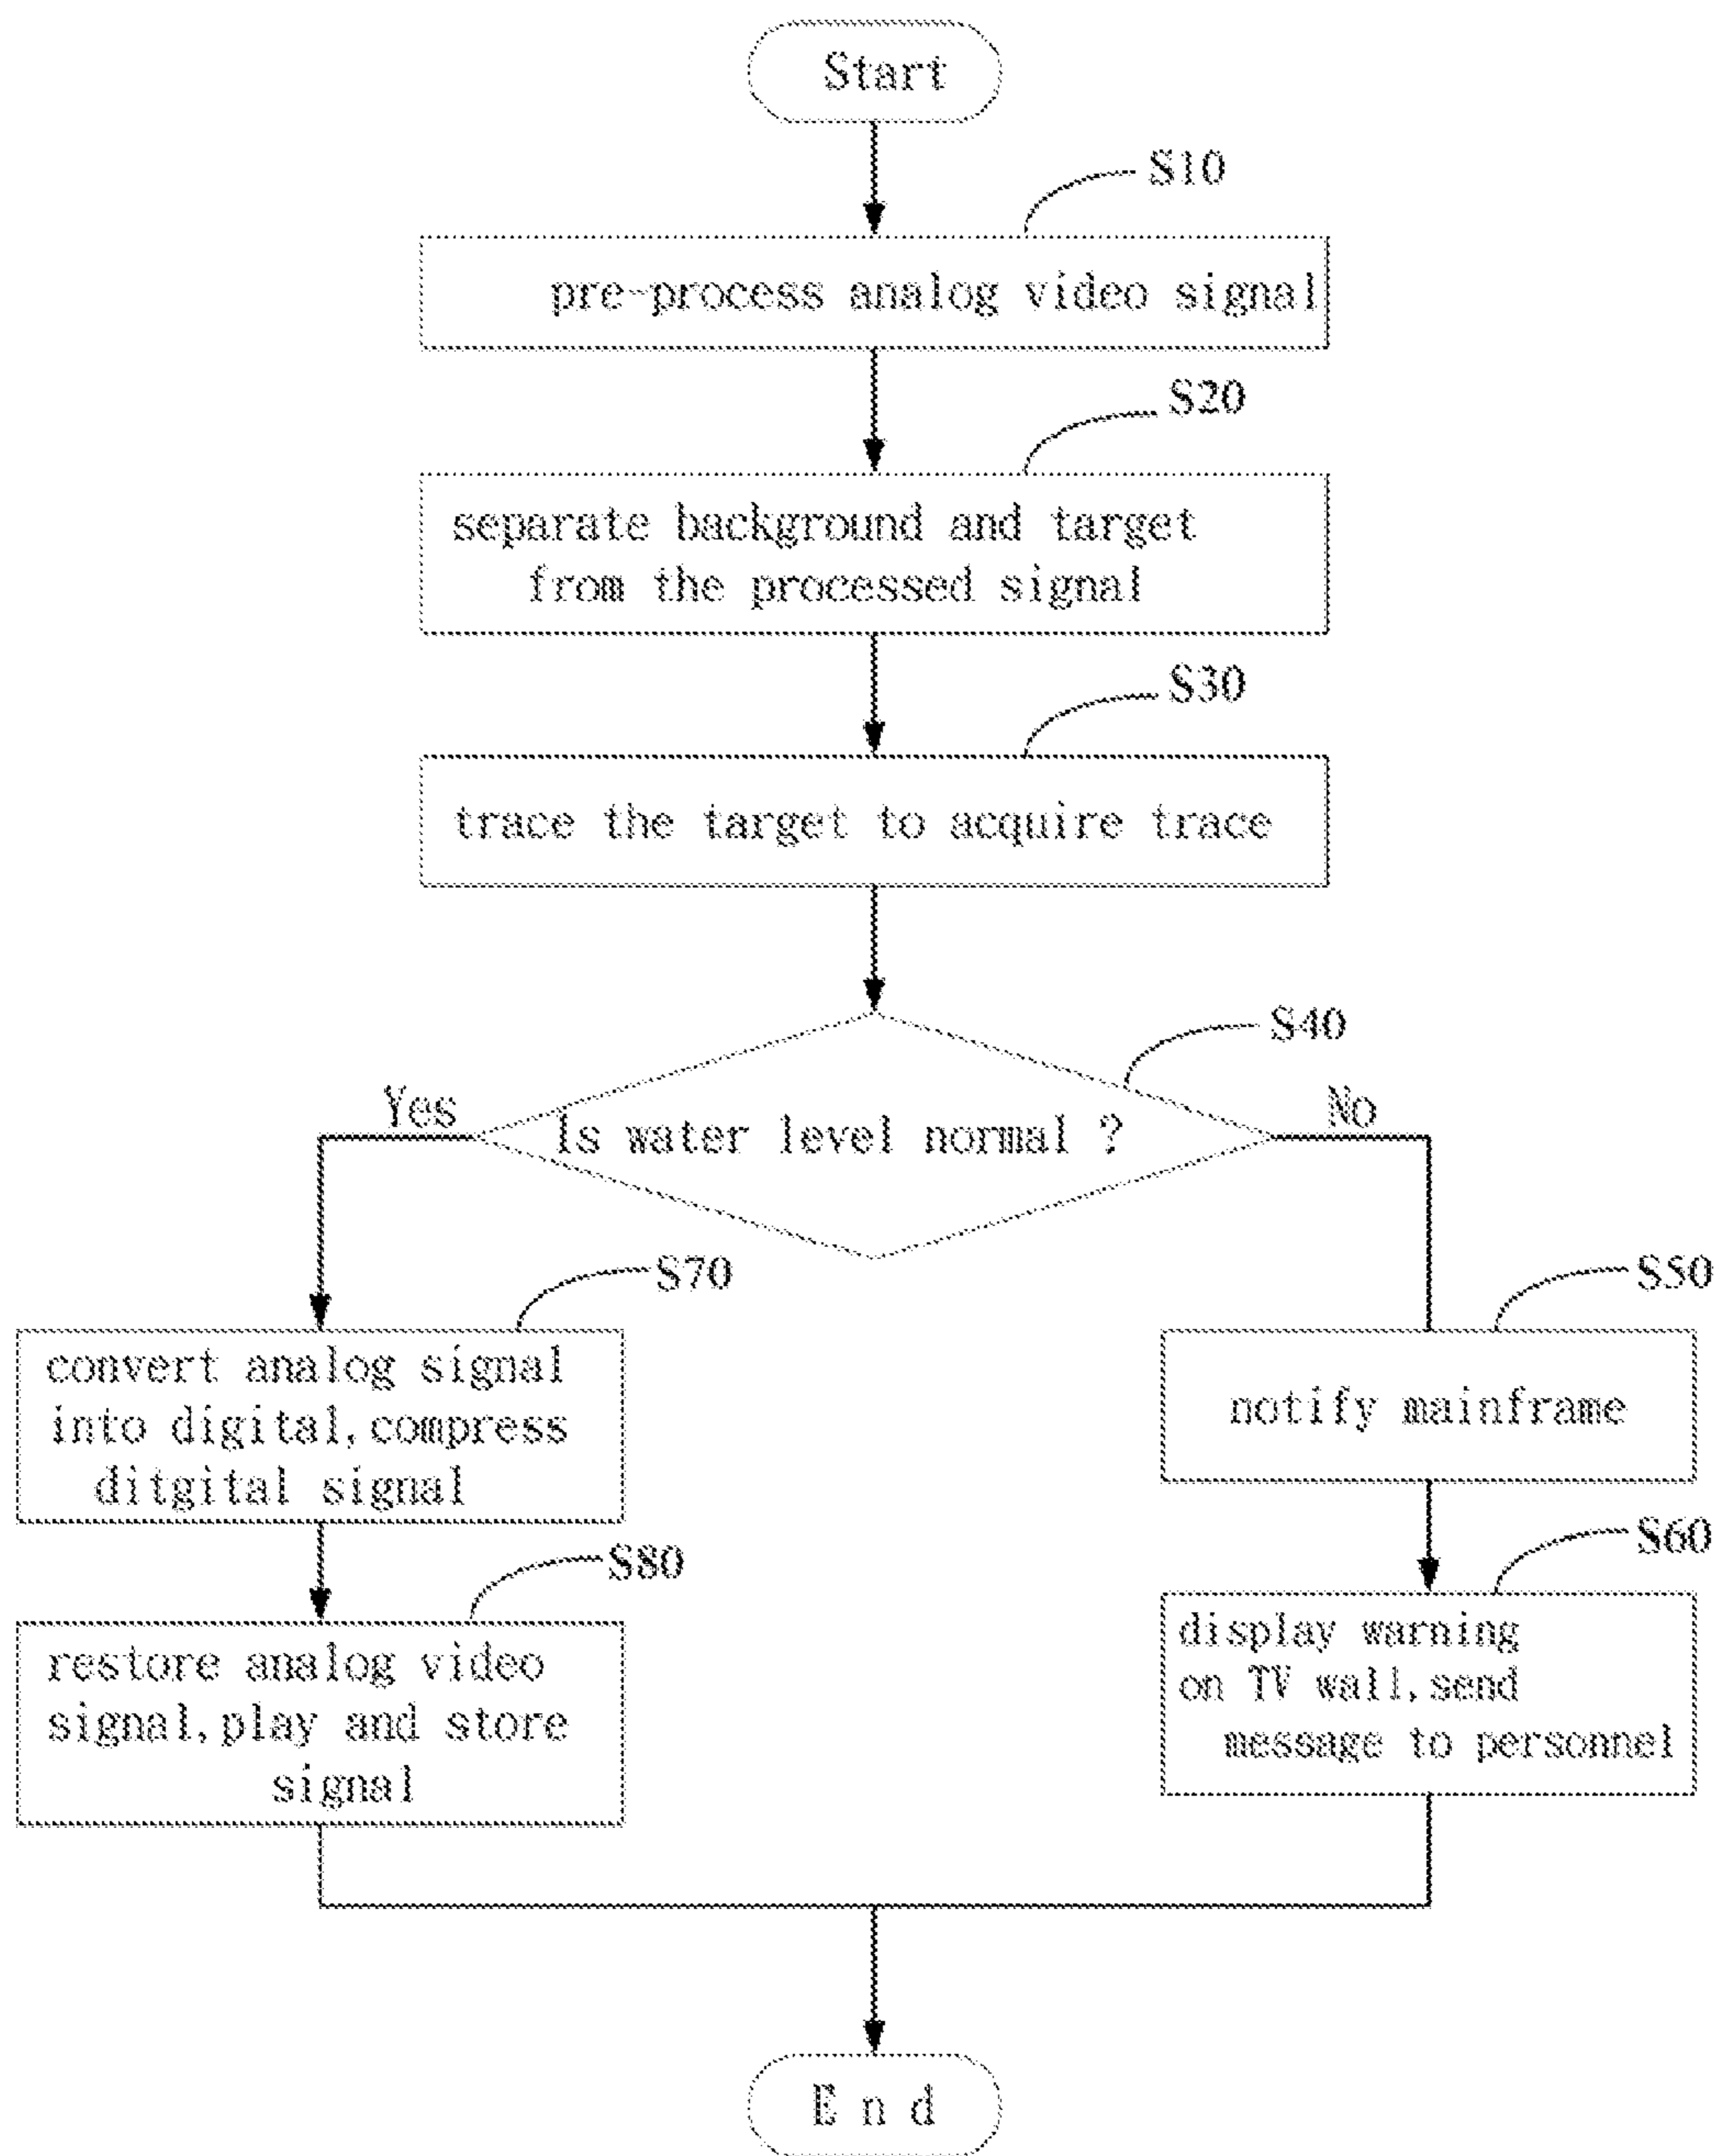 Start
S10
pre-process analog video signal
S20
separate background and target
from the processed signal
S30
trace the target to acquire trace
S40
Yes
Is water level normal ?
No
S70
convert analog signal
into digital,compress
ditgital signal
S50
notify mainframe
S80
restore analog video
signal,play and store
signal
S60
display warning
on TV wall,send
message to personnel
E n d